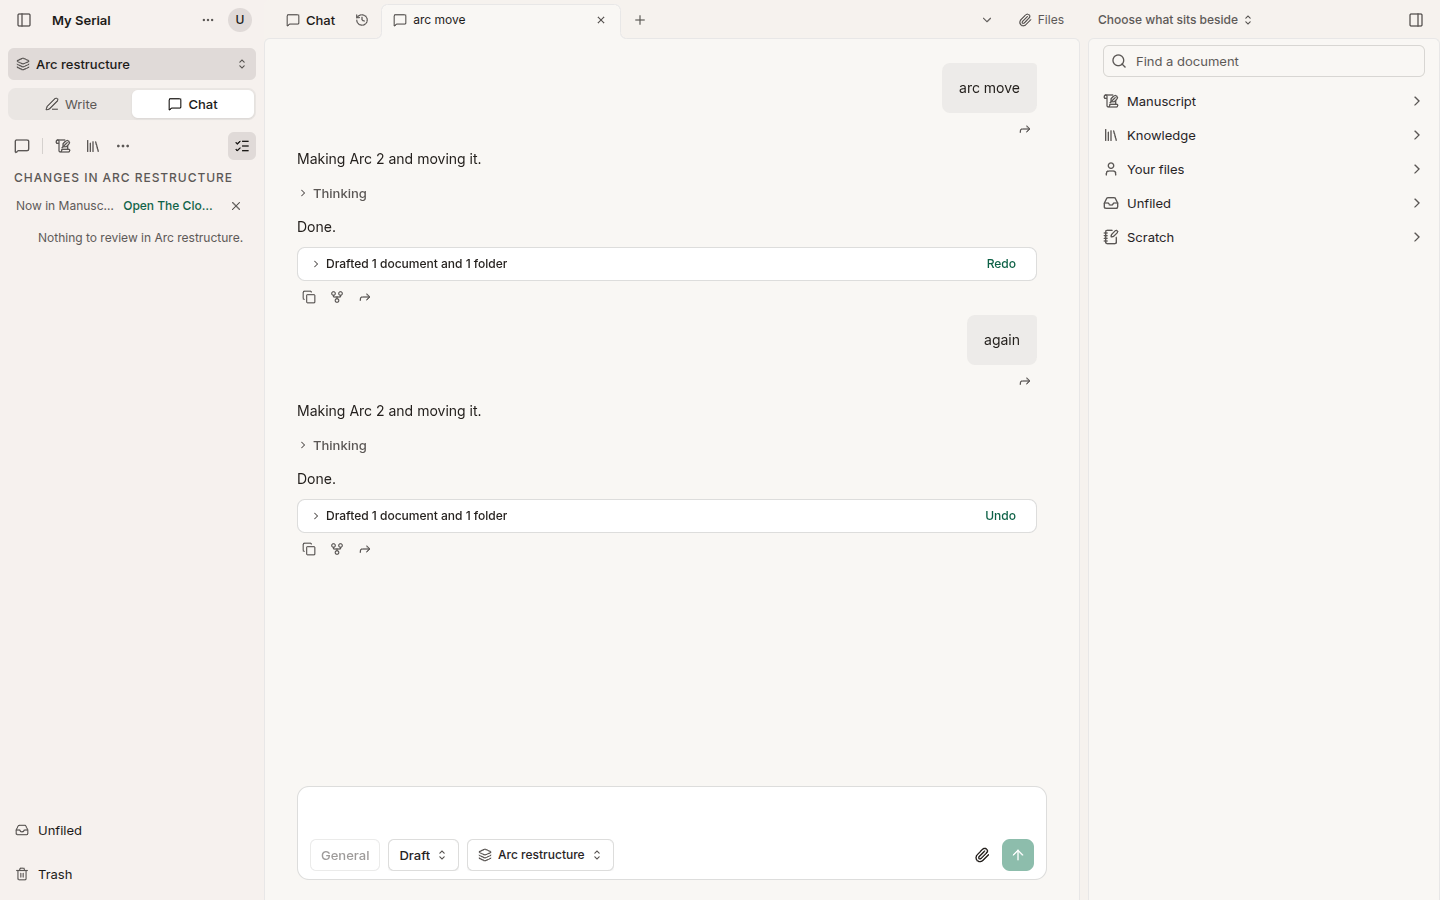 My Serial
U
Arc restructure
Write
Chat
CHANGES IN ARC RESTRUCTURE
Now in Manusc... Open The Clo...
Nothing to review in Arc restructure.
Unfiled
Trash
Chat
arc move
Files
arc move
Making Arc 2 and moving it.
Thinking
Done.
Drafted 1 document and 1 folder
Redo
again
Making Arc 2 and moving it.
Thinking
Done.
Drafted 1 document and 1 folder
Undo
General
Draft
Arc restructure
Choose what sits beside
Find a document
Manuscript
Knowledge
Your files
Unfiled
Scratch